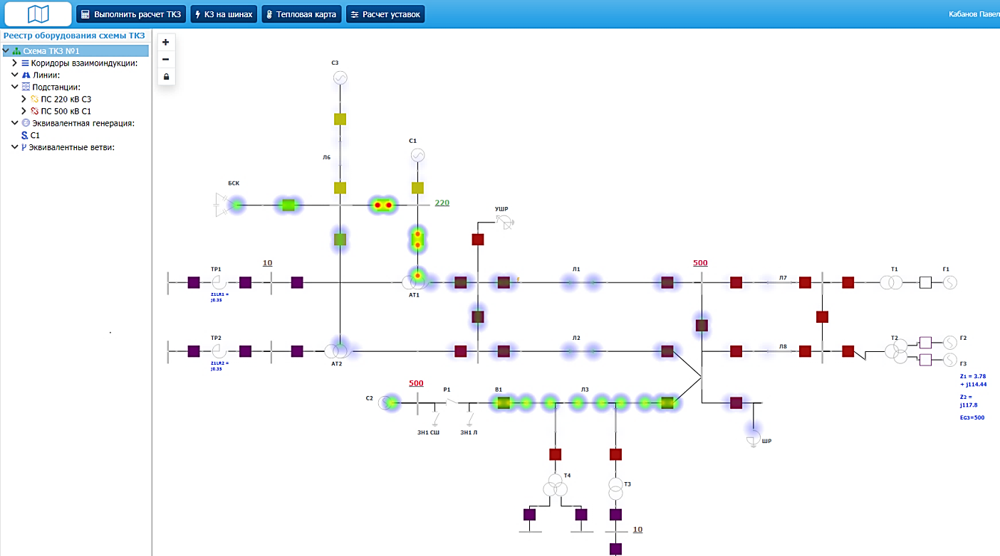 Выполнить расчет ТКЗ
КЗ на шинах
Тепловая карта
Расчет уставок
Кабанов Павел
Реестр оборудования схемы ТКЗ
Схема ТКЗ №1
Коридоры взаимоиндукции:
Линии:
Подстанции:
ПС 220 кВ С3
ПС 500 кВ С1
Эквивалентная генерация:
С1
Эквивалентные ветви:
+
−
С3
С1
Л6
БСК
220
УШР
ТР1
10
Z1LR1 =
j0.35
АТ1
Л1
500
Л7
Т1
Г1
ТР2
Z1LR2 =
j0.35
АТ2
Л2
Л8
Т2
Г2
Г3
Z1 = 3.78
+ j114.44
Z2 =
j117.8
EG3=500
500
С2
Р1
В1
Л3
ЗН1 СШ
ЗН1 Л
ШР
Т4
Т3
10